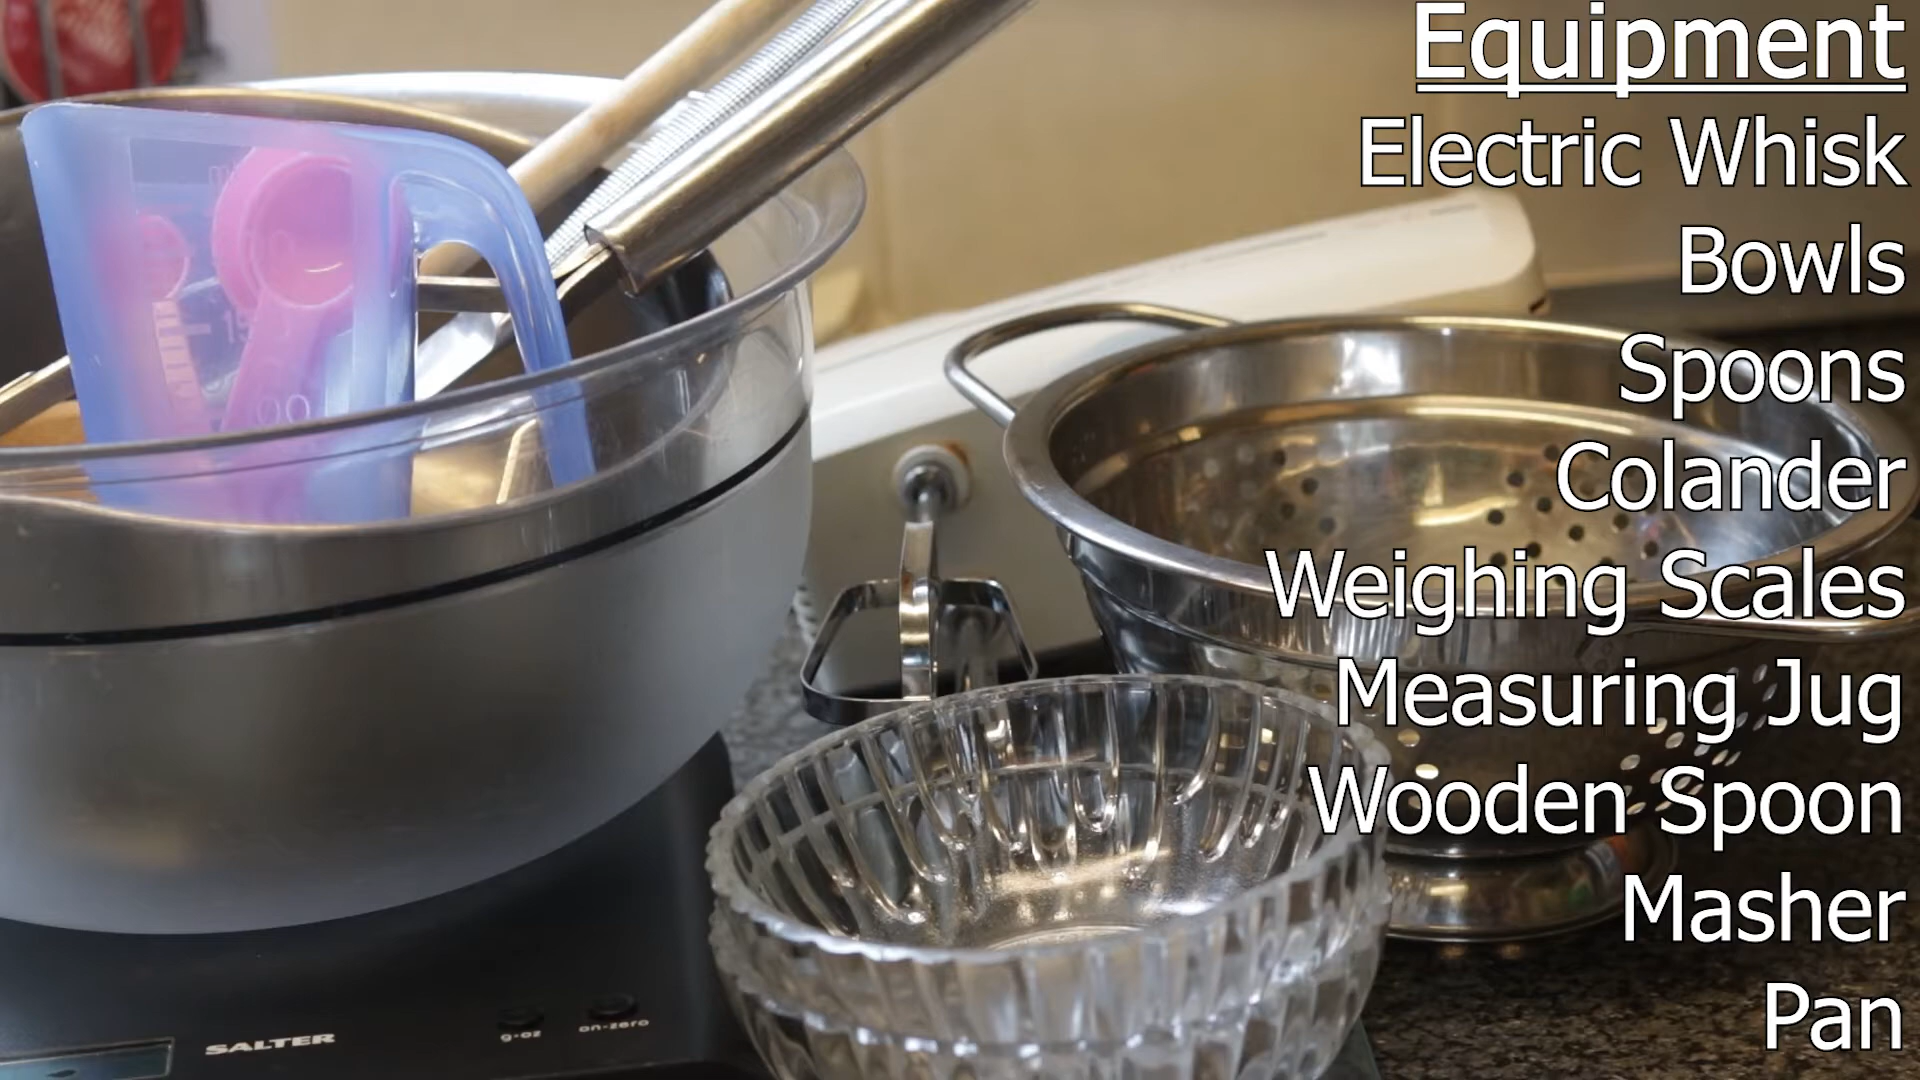 Equipment
Electric Whisk
Bowls
Spoons
Colander
Weighing Scales
Measuring Jug
Wooden Spoon
Masher
Pan
SALTER
g-oz
on-zero